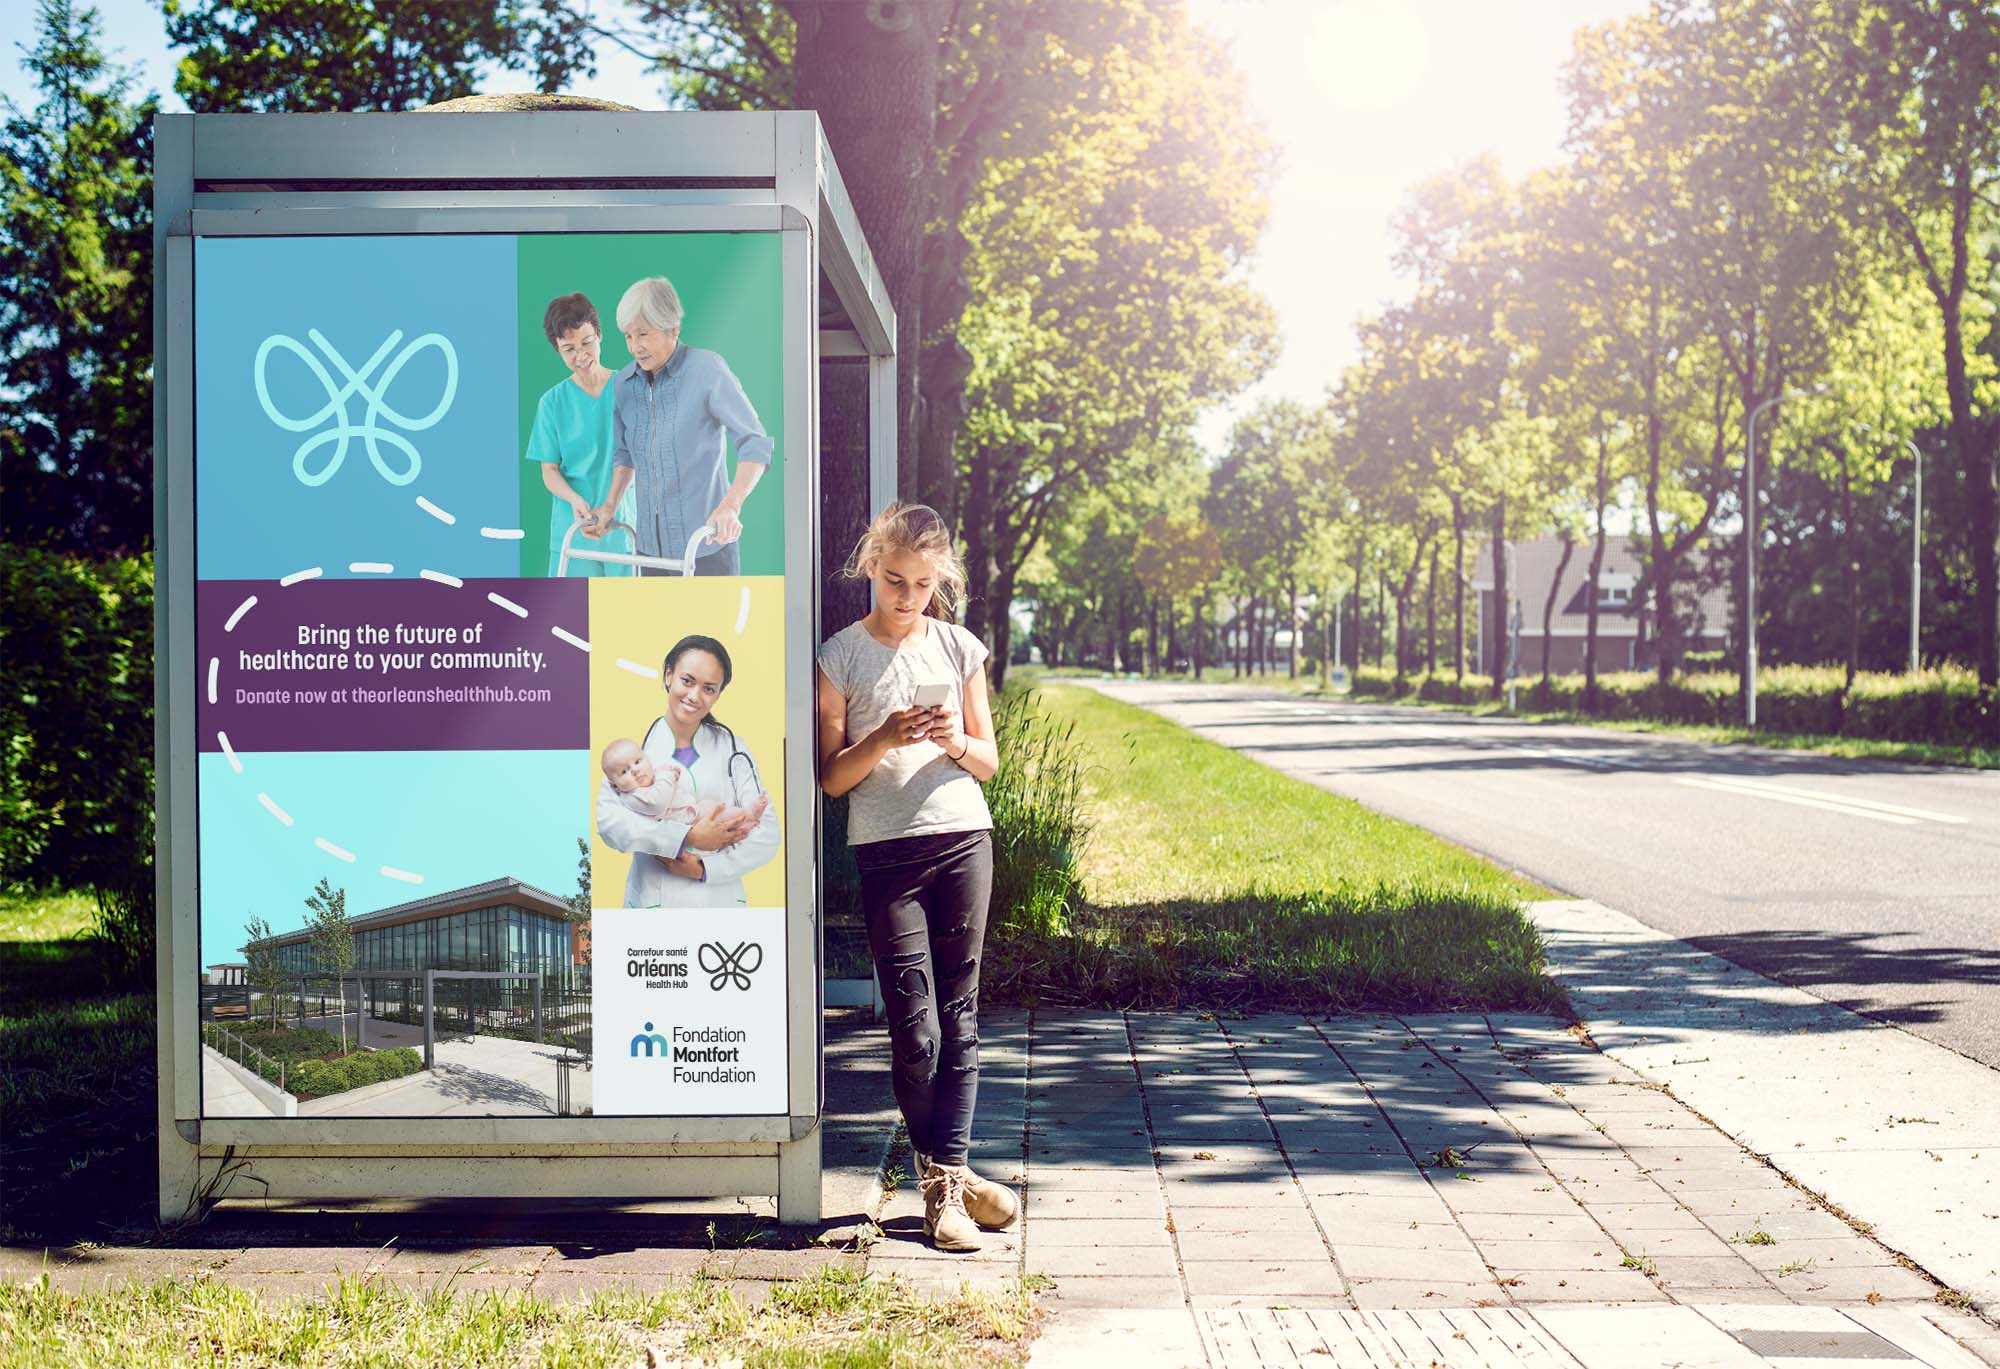 Bring the future of
healthcare to your community.
Donate now at theorleanshealthhub.com
Carrefour santé
Orléans
Health Hub
Fondation
Montfort
Foundation